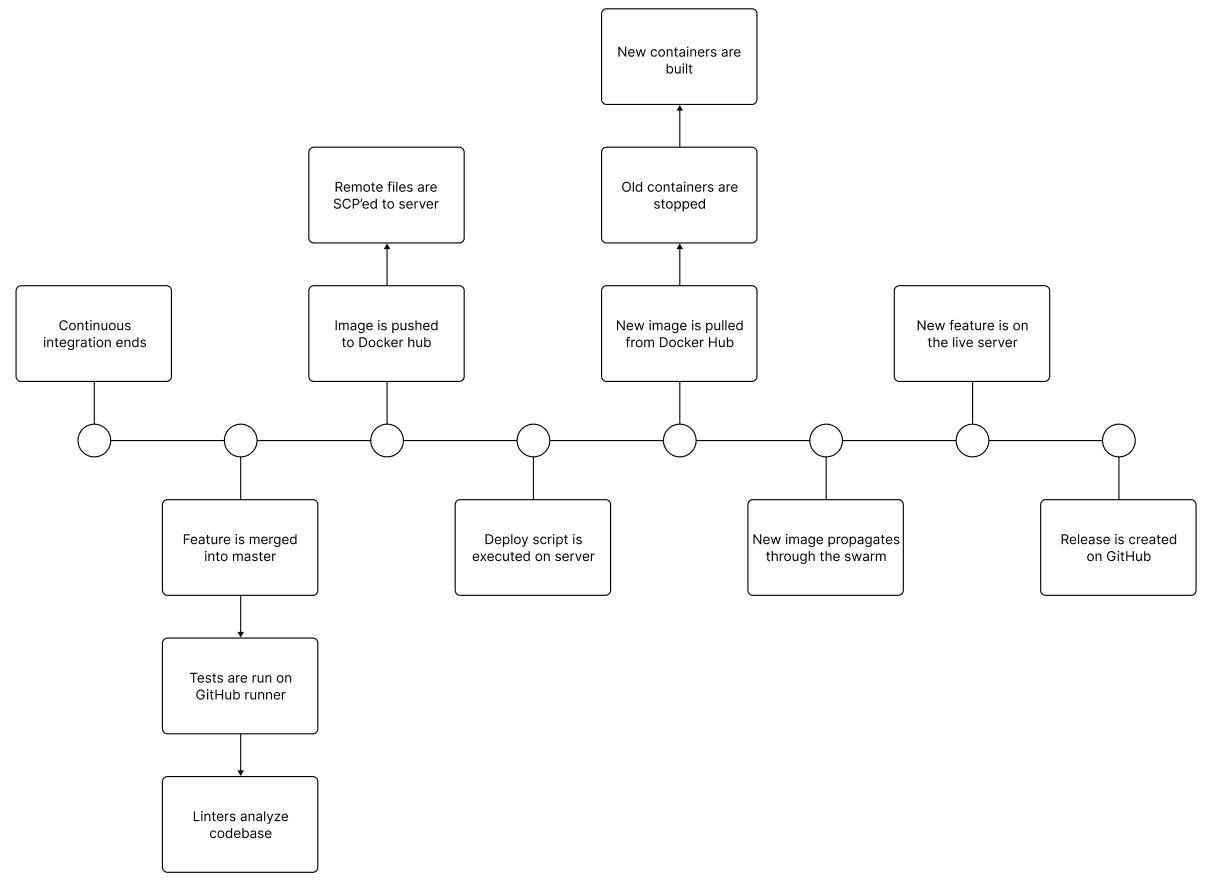 New containers are
built
Remote files are
SCP’ed to server
Old containers are
stopped
Continuous
integration ends
Image is pushed
to Docker hub
New image is pulled
from Docker Hub
New feature is on
the live server
Feature is merged
into master
Deploy script is
executed on server
New image propagates
through the swarm
Release is created
on GitHub
Tests are run on
GitHub runner
Linters analyze
codebase